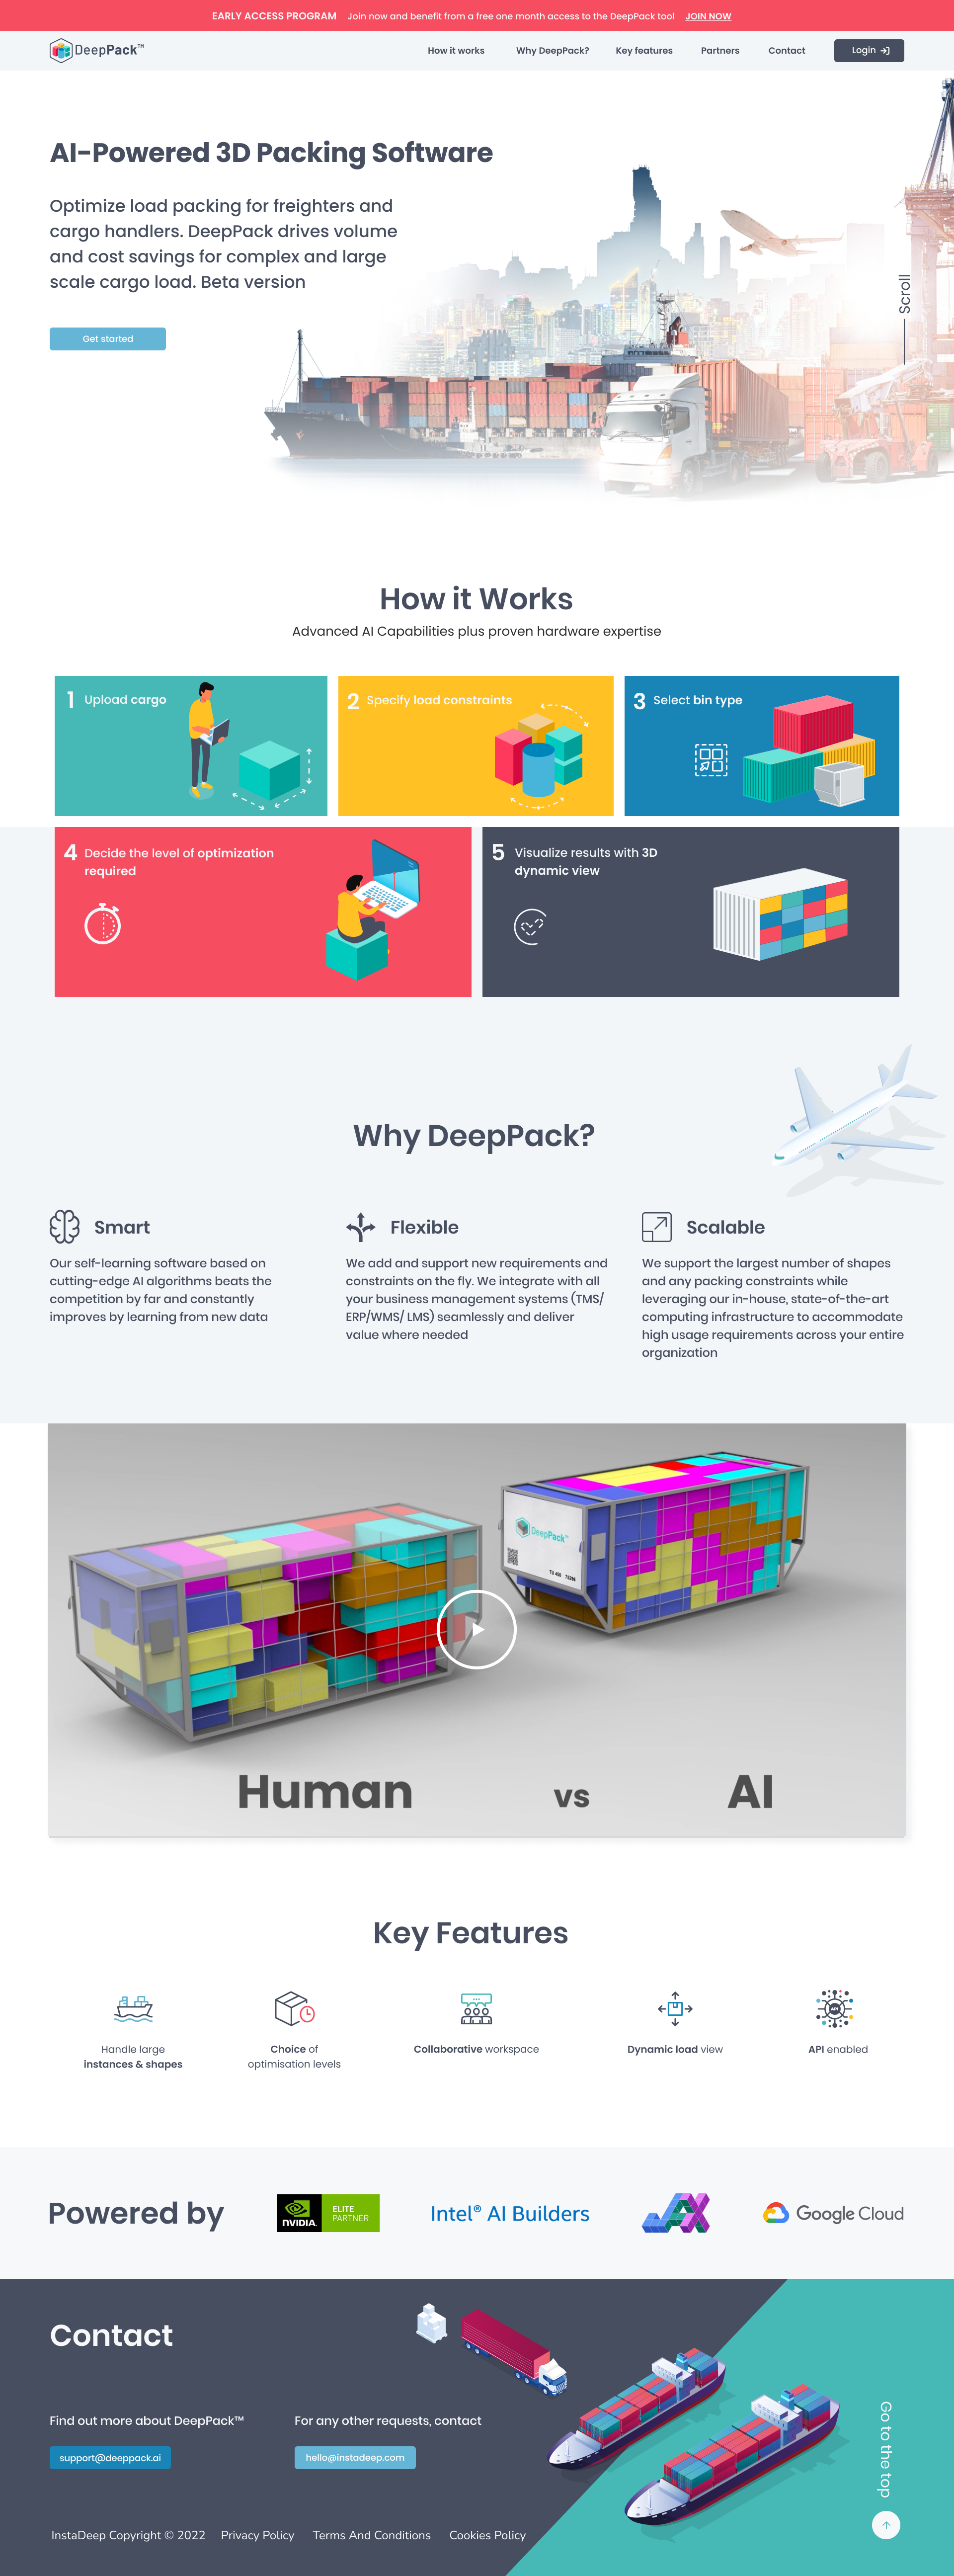 EARLY ACCESS PROGRAM Join now and benefit from a free one month access to the DeepPack tool JOIN NOW
DeepPack™
How it works Why DeepPack? Key features Partners Contact Login
AI-Powered 3D Packing Software
Optimize load packing for freighters and
cargo handlers. DeepPack drives volume
and cost savings for complex and large
scale cargo load. Beta version
Get started
Scroll
How it Works
Advanced AI Capabilities plus proven hardware expertise
1 Upload cargo
2 Specify load constraints
3 Select bin type
4 Decide the level of optimization
required
5 Visualize results with 3D
dynamic view
Why DeepPack?
Smart
Our self-learning software based on
cutting-edge AI algorithms beats the
competition by far and constantly
improves by learning from new data
Flexible
We add and support new requirements and
constraints on the fly. We integrate with all
your business management systems (TMS/
ERP/WMS/ LMS) seamlessly and deliver
value where needed
Scalable
We support the largest number of shapes
and any packing constraints while
leveraging our in-house, state-of-the-art
computing infrastructure to accommodate
high usage requirements across your entire
organization
DeepPack™
Human vs AI
Key Features
Handle large
instances & shapes
Choice of
optimisation levels
Collaborative workspace
Dynamic load view
API enabled
Powered by
NVIDIA.
ELITE
PARTNER
Intel® AI Builders
JAX
Google Cloud
Contact
Find out more about DeepPack™
support@deeppack.ai
For any other requests, contact
hello@instadeep.com
Go to the top
InstaDeep Copyright © 2022 Privacy Policy Terms And Conditions Cookies Policy